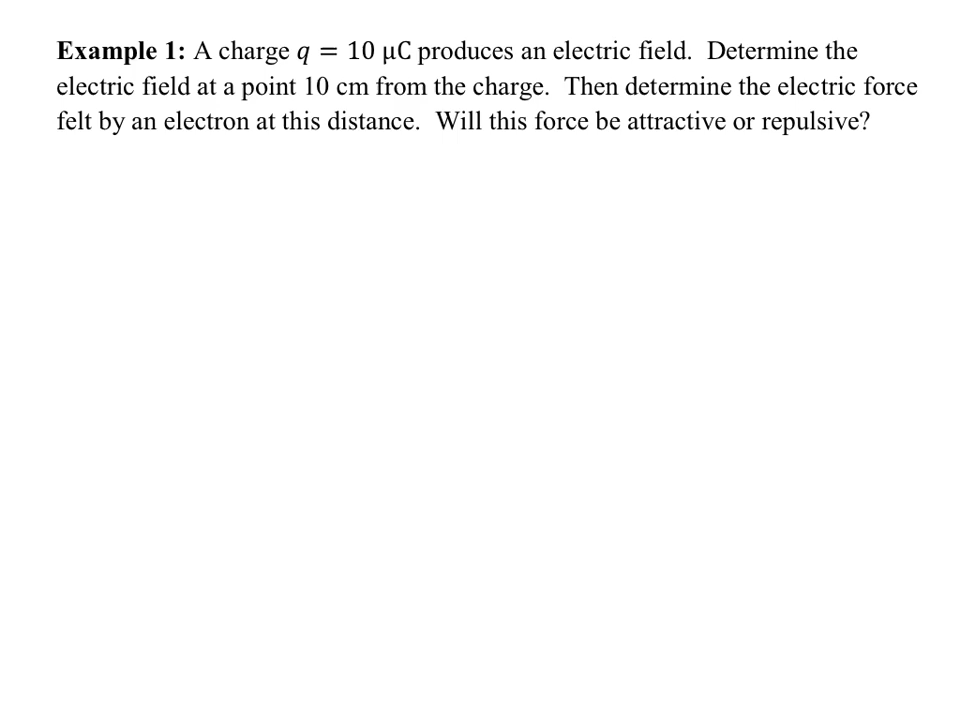 Example 1: A charge q = 10 μC produces an electric field. Determine the
electric field at a point 10 cm from the charge. Then determine the electric force
felt by an electron at this distance. Will this force be attractive or repulsive?